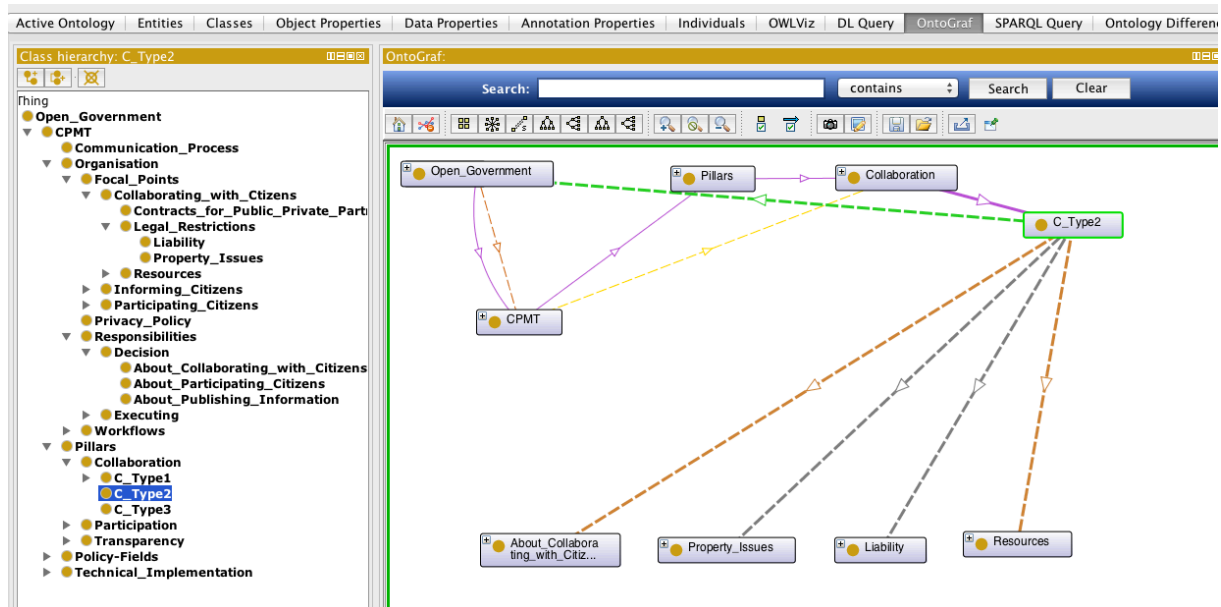 Active Ontology Entities Classes Object Properties Data Properties Annotation Properties Individuals OWLViz DL Query OntoGraf SPARQL Query Ontology Differenc
Class hierarchy: C_Type2
Thing
Open_Government
CPMT
Communication_Process
Organisation
Focal_Points
Collaborating_with_Ctizens
Contracts_for_Public_Private_Part
Legal_Restrictions
Liability
Property_Issues
Resources
Informing_Citizens
Participating_Citizens
Privacy_Policy
Responsibilities
Decision
About_Collaborating_with_Citizens
About_Participating_Citizens
About_Publishing_Information
Executing
Workflows
Pillars
Collaboration
C_Type1
C_Type2
C_Type3
Participation
Transparency
Policy-Fields
Technical_Implementation
OntoGraf:
Search: contains Search Clear
Open_Government
Pillars
Collaboration
C_Type2
CPMT
About_Collabora
ting_with_Citiz...
Property_Issues
Liability
Resources